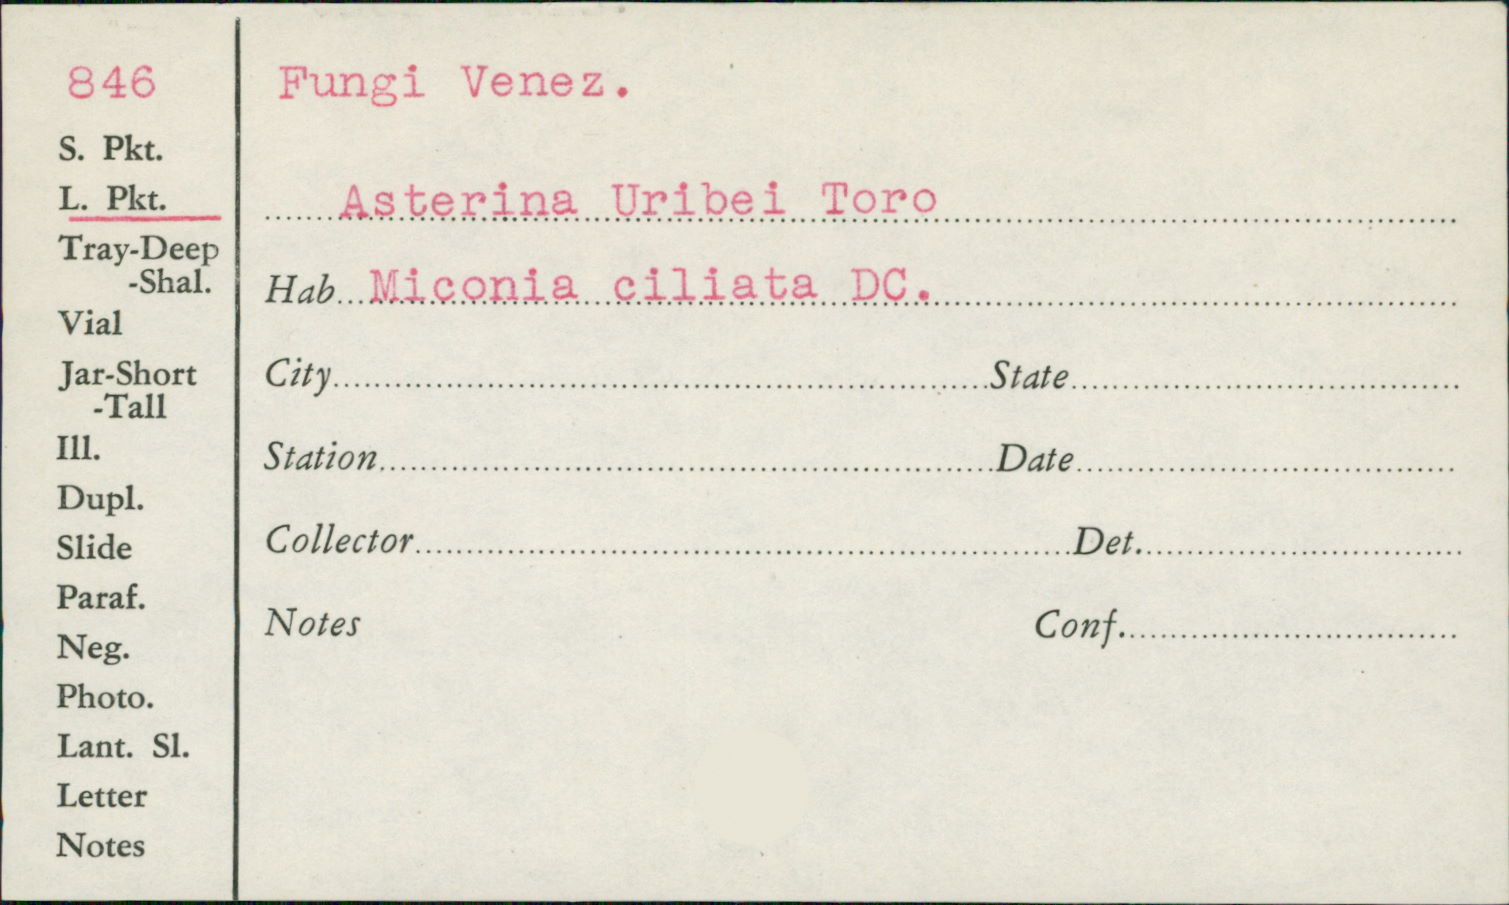 846
S. Pkt.
L. Pkt.
Tray-Deep
-Shal.
Vial
Jar-Short
-Tall
Ill.
Dupl.
Slide
Paraf.
Neg.
Photo.
Lant. Sl.
Letter
Notes
Fungi Venez.
Asterina Uribei Toro
Hab. Miconia ciliata DC.
City State
Station Date
Collector Det.
Notes Conf.